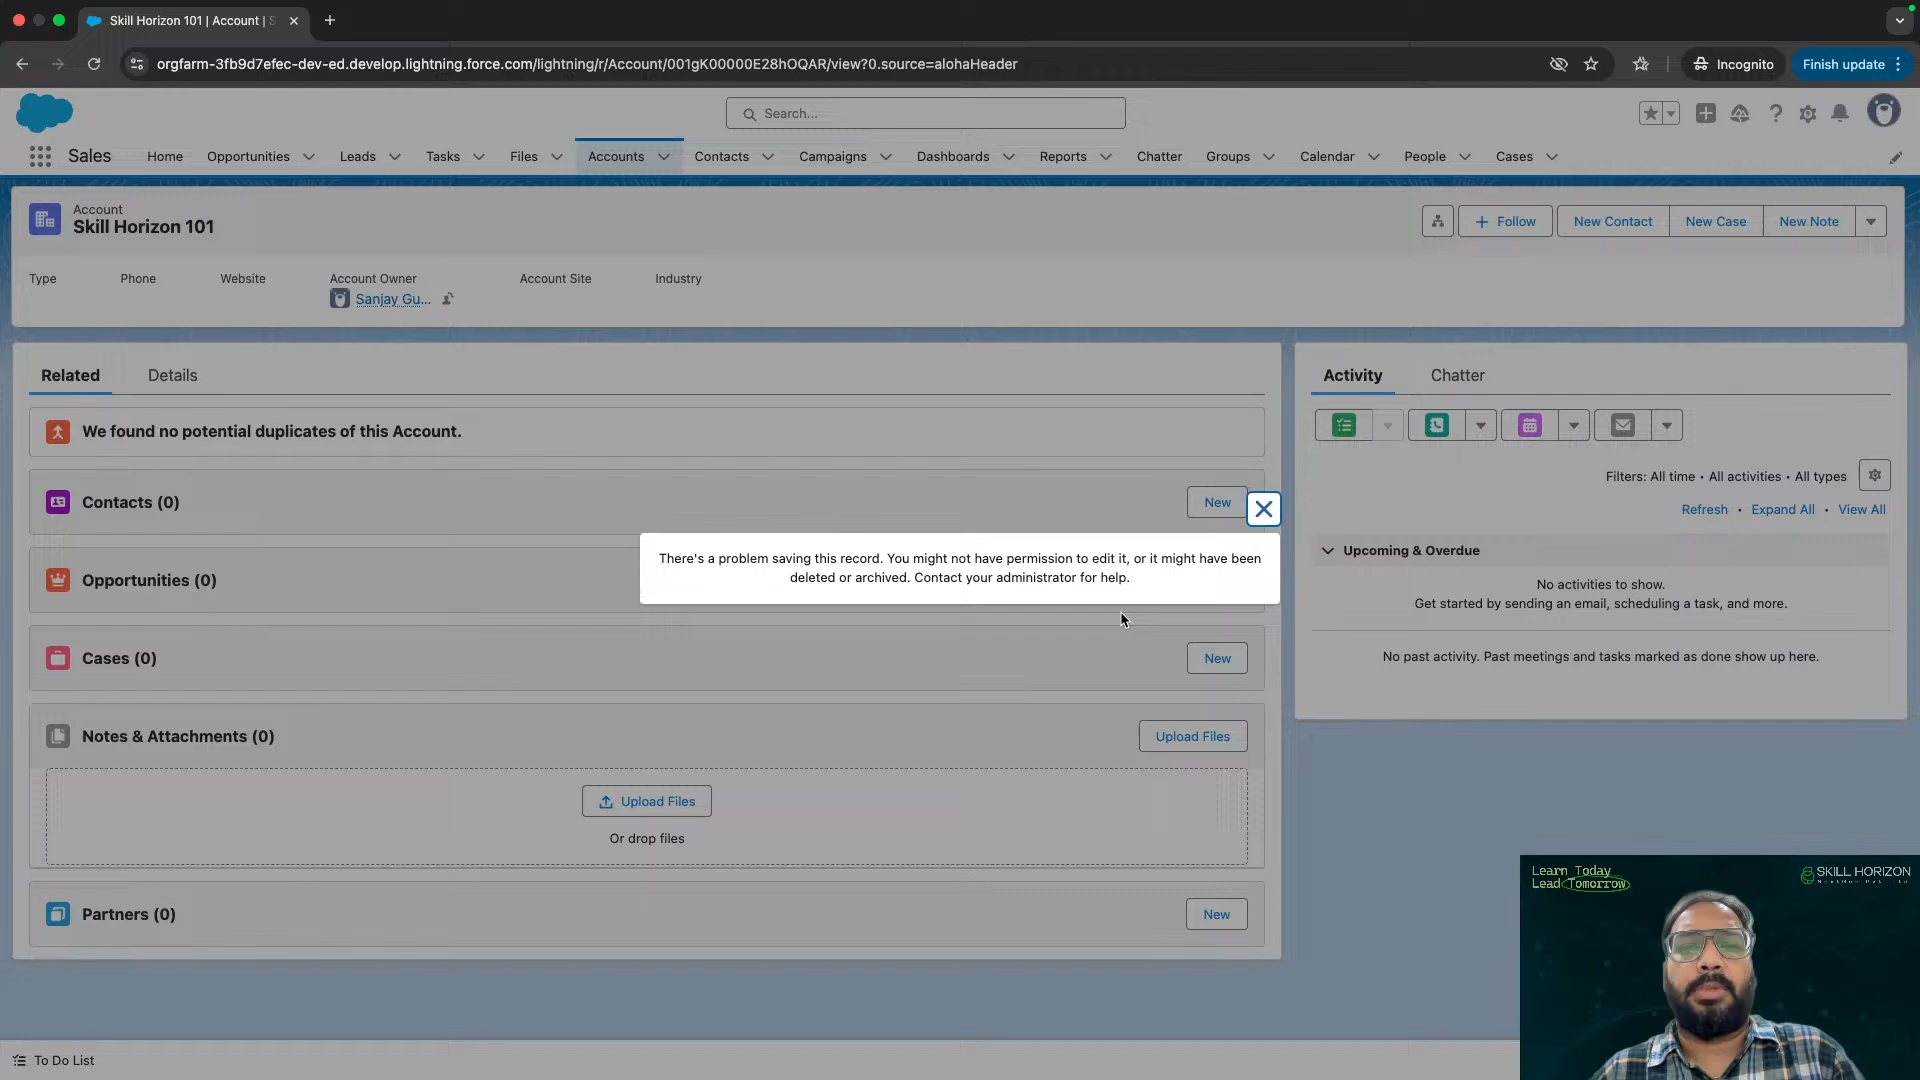 Skill Horizon 101 | Account | S
orgfarm-3fb9d7efec-dev-ed.develop.lightning.force.com/lightning/r/Account/001gK00000E28hOQAR/view?0.source=alohaHeader
Incognito
Finish update
Search...
Sales
Home
Opportunities
Leads
Tasks
Files
Accounts
Contacts
Campaigns
Dashboards
Reports
Chatter
Groups
Calendar
People
Cases
Account
Skill Horizon 101
Follow
New Contact
New Case
New Note
Type
Phone
Website
Account Owner
Account Site
Industry
Sanjay Gu...
Related
Details
We found no potential duplicates of this Account.
Contacts (0)
New
There's a problem saving this record. You might not have permission to edit it, or it might have been
deleted or archived. Contact your administrator for help.
Opportunities (0)
Cases (0)
New
Notes & Attachments (0)
Upload Files
Upload Files
Or drop files
Partners (0)
New
Activity
Chatter
Filters: All time • All activities • All types
Refresh • Expand All • View All
Upcoming & Overdue
No activities to show.
Get started by sending an email, scheduling a task, and more.
No past activity. Past meetings and tasks marked as done show up here.
To Do List
Learn Today
Lead Tomorrow
SKILL HORIZON